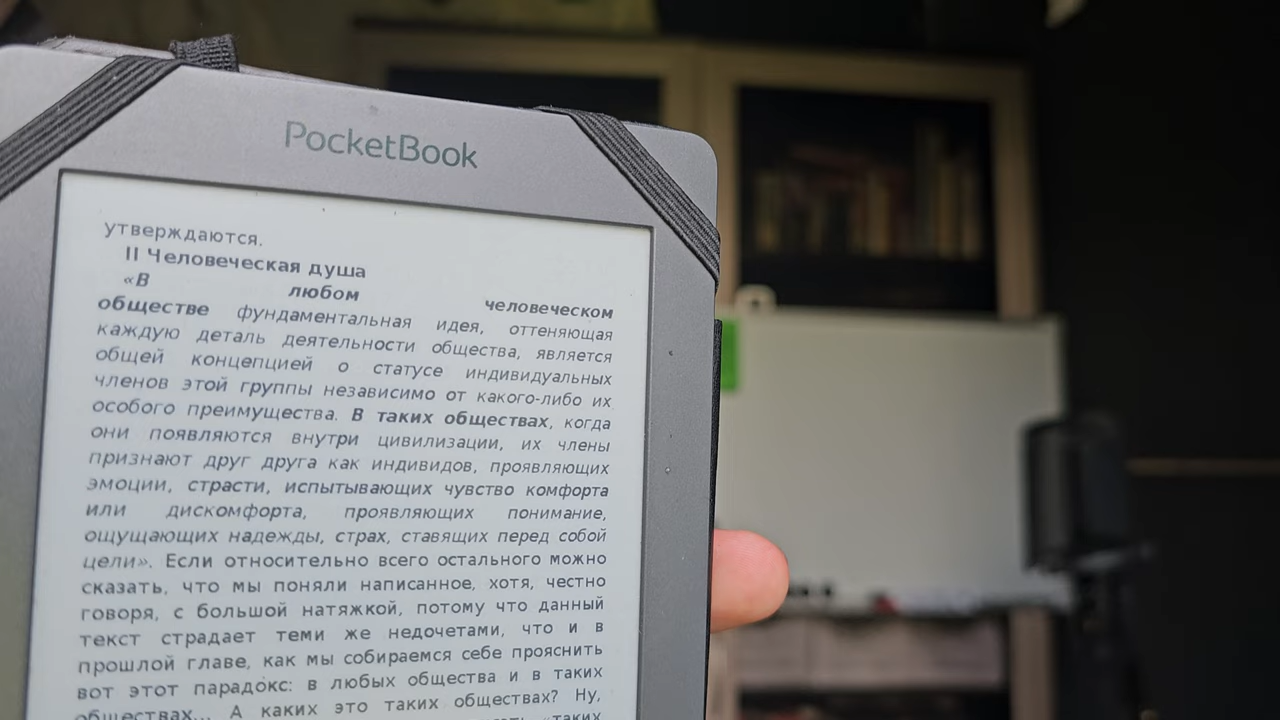 PocketBook
утверждаются.
II Человеческая душа
«В любом человеческом
обществе фундаментальная идея, оттеняющая
каждую деталь деятельности общества, является
общей концепцией о статусе индивидуальных
членов этой группы независимо от какого-либо их
особого преимущества. В таких обществах, когда
они появляются внутри цивилизации, их члены
признают друг друга как индивидов, проявляющих
эмоции, страсти, испытывающих чувство комфорта
или дискомфорта, проявляющих понимание,
ощущающих надежды, страх, ставящих перед собой
цели». Если относительно всего остального можно
сказать, что мы поняли написанное, хотя, честно
говоря, с большой натяжкой, потому что данный
текст страдает теми же недочетами, что и в
прошлой главе, как мы собираемся себе прояснить
вот этот парадокс: в любых общества и в таких
обществах... А каких это таких обществах? Ну,
«таких